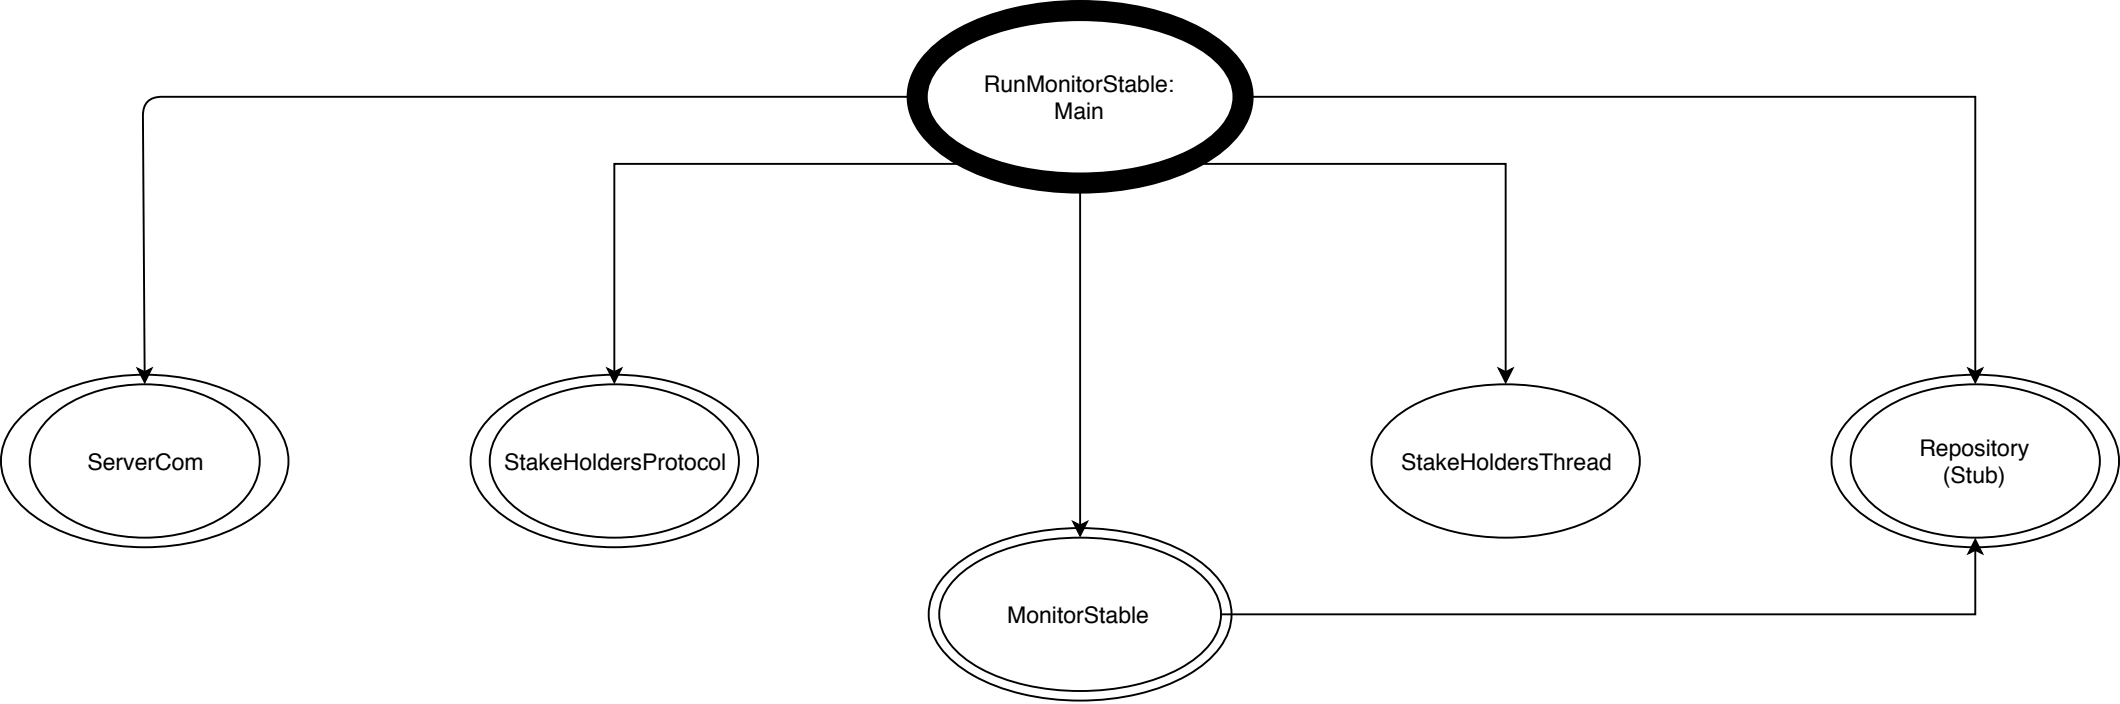 RunMonitorStable:
Main
ServerCom
StakeHoldersProtocol
StakeHoldersThread
Repository
(Stub)
MonitorStable